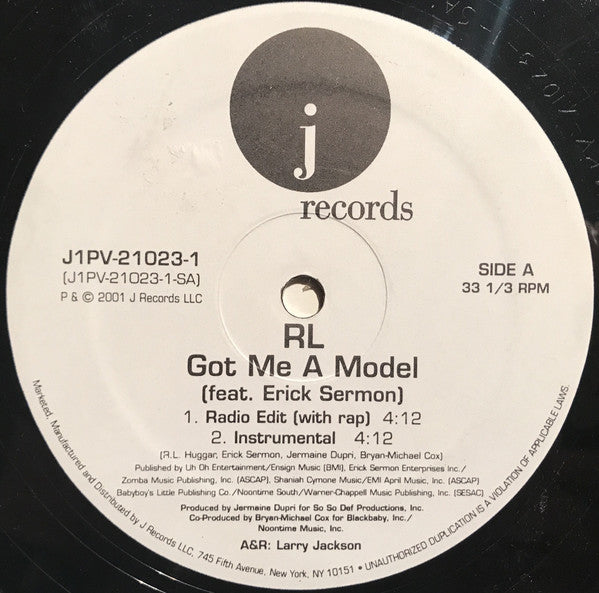 j
records
J1PV-21023-1
(J1PV-21023-1-SA)
P & © 2001 J Records LLC
SIDE A
33 1/3 RPM
RL
Got Me A Model
(feat. Erick Sermon)
1. Radio Edit (with rap) 4:12
2. Instrumental 4:12
(R.L. Huggar, Erick Sermon, Jermaine Dupri, Bryan-Michael Cox)
Published by Uh Oh Entertainment/Ensign Music (BMI), Erick Sermon Enterprises Inc./
Zomba Music Publishing, Inc. (ASCAP), Shaniah Cymone Music/EMI April Music, Inc. (ASCAP)
Babyboy's Little Publishing Co./Noontime South/Warner-Chappell Music Publishing, Inc. (SESAC)
Produced by Jermaine Dupri for So So Def Productions, Inc.
Co-Produced by Bryan-Michael Cox for Blackbaby, Inc./
Noontime Music, Inc.
A&R: Larry Jackson
Marketed, Manufactured and Distributed by J Records LLC, 745 Fifth Avenue, New York, NY 10151 • UNAUTHORIZED DUPLICATION IS A VIOLATION OF APPLICABLE LAWS.